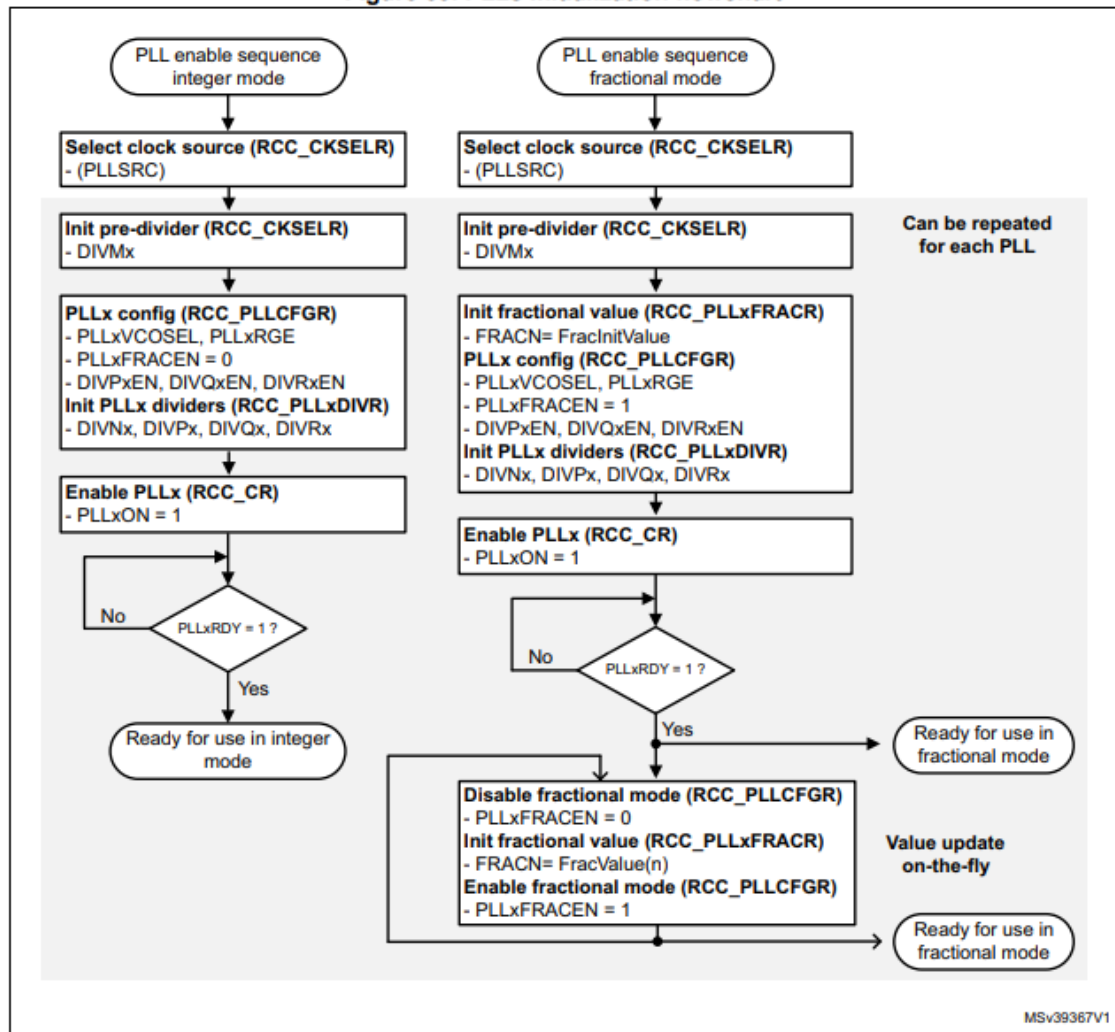 PLL enable sequence
integer mode
Select clock source (RCC_CKSELR)
- (PLLSRC)
Init pre-divider (RCC_CKSELR)
- DIVMx
PLLx config (RCC_PLLCFGR)
- PLLxVCOSEL, PLLxRGE
- PLLxFRACEN = 0
- DIVPxEN, DIVQxEN, DIVRxEN
Init PLLx dividers (RCC_PLLxDIVR)
- DIVNx, DIVPx, DIVQx, DIVRx
Enable PLLx (RCC_CR)
- PLLxON = 1
No
PLLxRDY = 1 ?
Yes
Ready for use in integer
mode
PLL enable sequence
fractional mode
Select clock source (RCC_CKSELR)
- (PLLSRC)
Init pre-divider (RCC_CKSELR)
- DIVMx
Can be repeated
for each PLL
Init fractional value (RCC_PLLxFRACR)
- FRACN= FracInitValue
PLLx config (RCC_PLLCFGR)
- PLLxVCOSEL, PLLxRGE
- PLLxFRACEN = 1
- DIVPxEN, DIVQxEN, DIVRxEN
Init PLLx dividers (RCC_PLLxDIVR)
- DIVNx, DIVPx, DIVQx, DIVRx
Enable PLLx (RCC_CR)
- PLLxON = 1
No
PLLxRDY = 1 ?
Yes
Ready for use in
fractional mode
Disable fractional mode (RCC_PLLCFGR)
- PLLxFRACEN = 0
Init fractional value (RCC_PLLxFRACR)
- FRACN= FracValue(n)
Enable fractional mode (RCC_PLLCFGR)
- PLLxFRACEN = 1
Value update
on-the-fly
Ready for use in
fractional mode
MSv39367V1